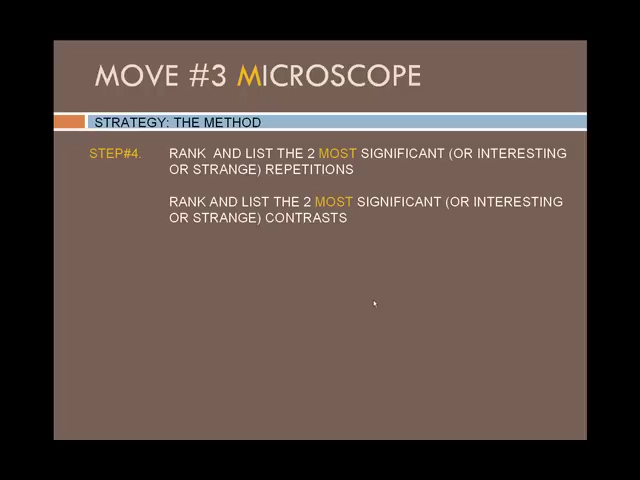 MOVE #3 MICROSCOPE
STRATEGY: THE METHOD
STEP#4. RANK AND LIST THE 2 MOST SIGNIFICANT (OR INTERESTING
OR STRANGE) REPETITIONS
RANK AND LIST THE 2 MOST SIGNIFICANT (OR INTERESTING
OR STRANGE) CONTRASTS